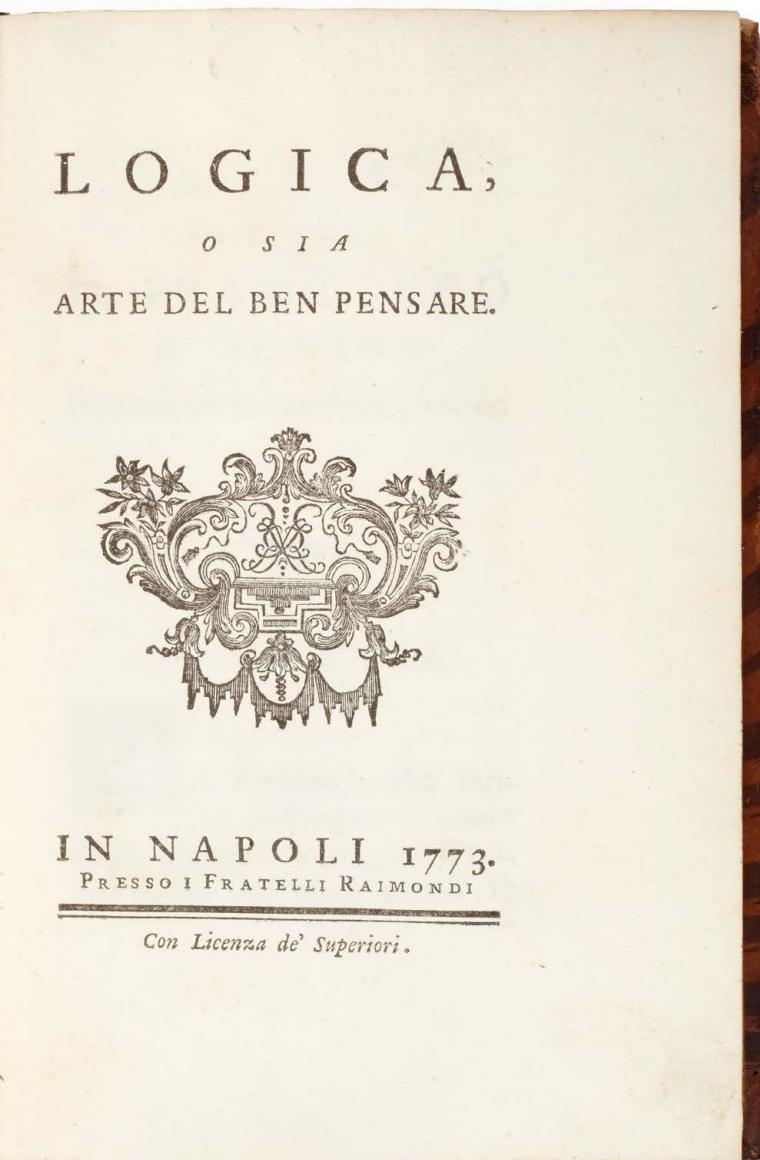 LOGICA,
O SIA
ARTE DEL BEN PENSARE.
IN NAPOLI 1773.
PRESSO I FRATELLI RAIMONDI
Con Licenza de' Superiori.